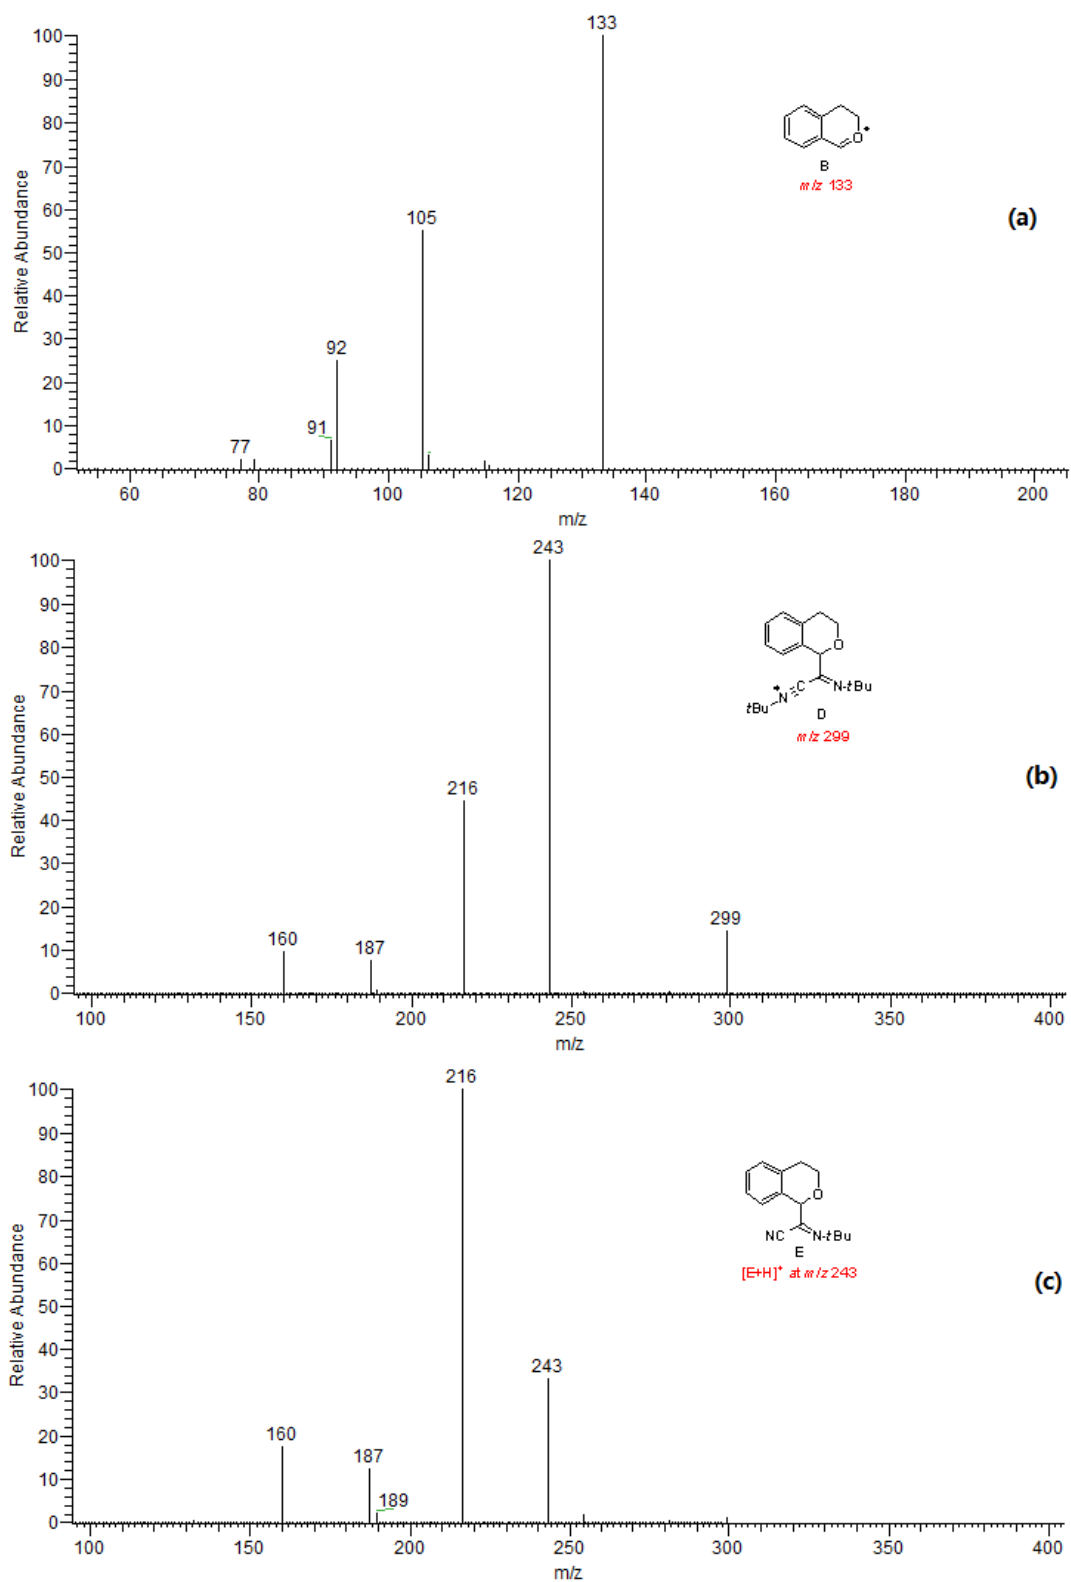 133
100
90
80
70
60
50
40
30
20
10
0
Relative Abundance
105
92
91
77
O
+
B
m/z 133
(a)
60 80 100 120 140 160 180 200
m/z
243
100
90
80
70
60
50
40
30
20
10
0
Relative Abundance
216
299
160
187
O
+
N
C
N-tBu
tBu
D
m/z 299
(b)
100 150 200 250 300 350 400
m/z
216
100
90
80
70
60
50
40
30
20
10
0
Relative Abundance
243
160
187
189
O
NC
N-tBu
E
[E+H]+ at m/z 243
(c)
100 150 200 250 300 350 400
m/z